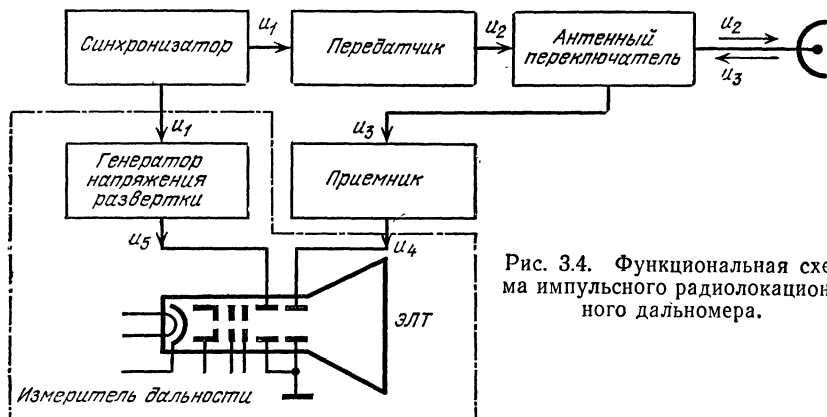 Синхронизатор
u₁
Передатчик
u₂
Антенный
переключатель
u₂
u₃
u₁
u₃
Генератор
напряжения
развертки
Приемник
u₅
u₄
ЭЛТ
Измеритель дальности
Рис. 3.4. Функциональная схе-
ма импульсного радиолокацион-
ного дальномера.